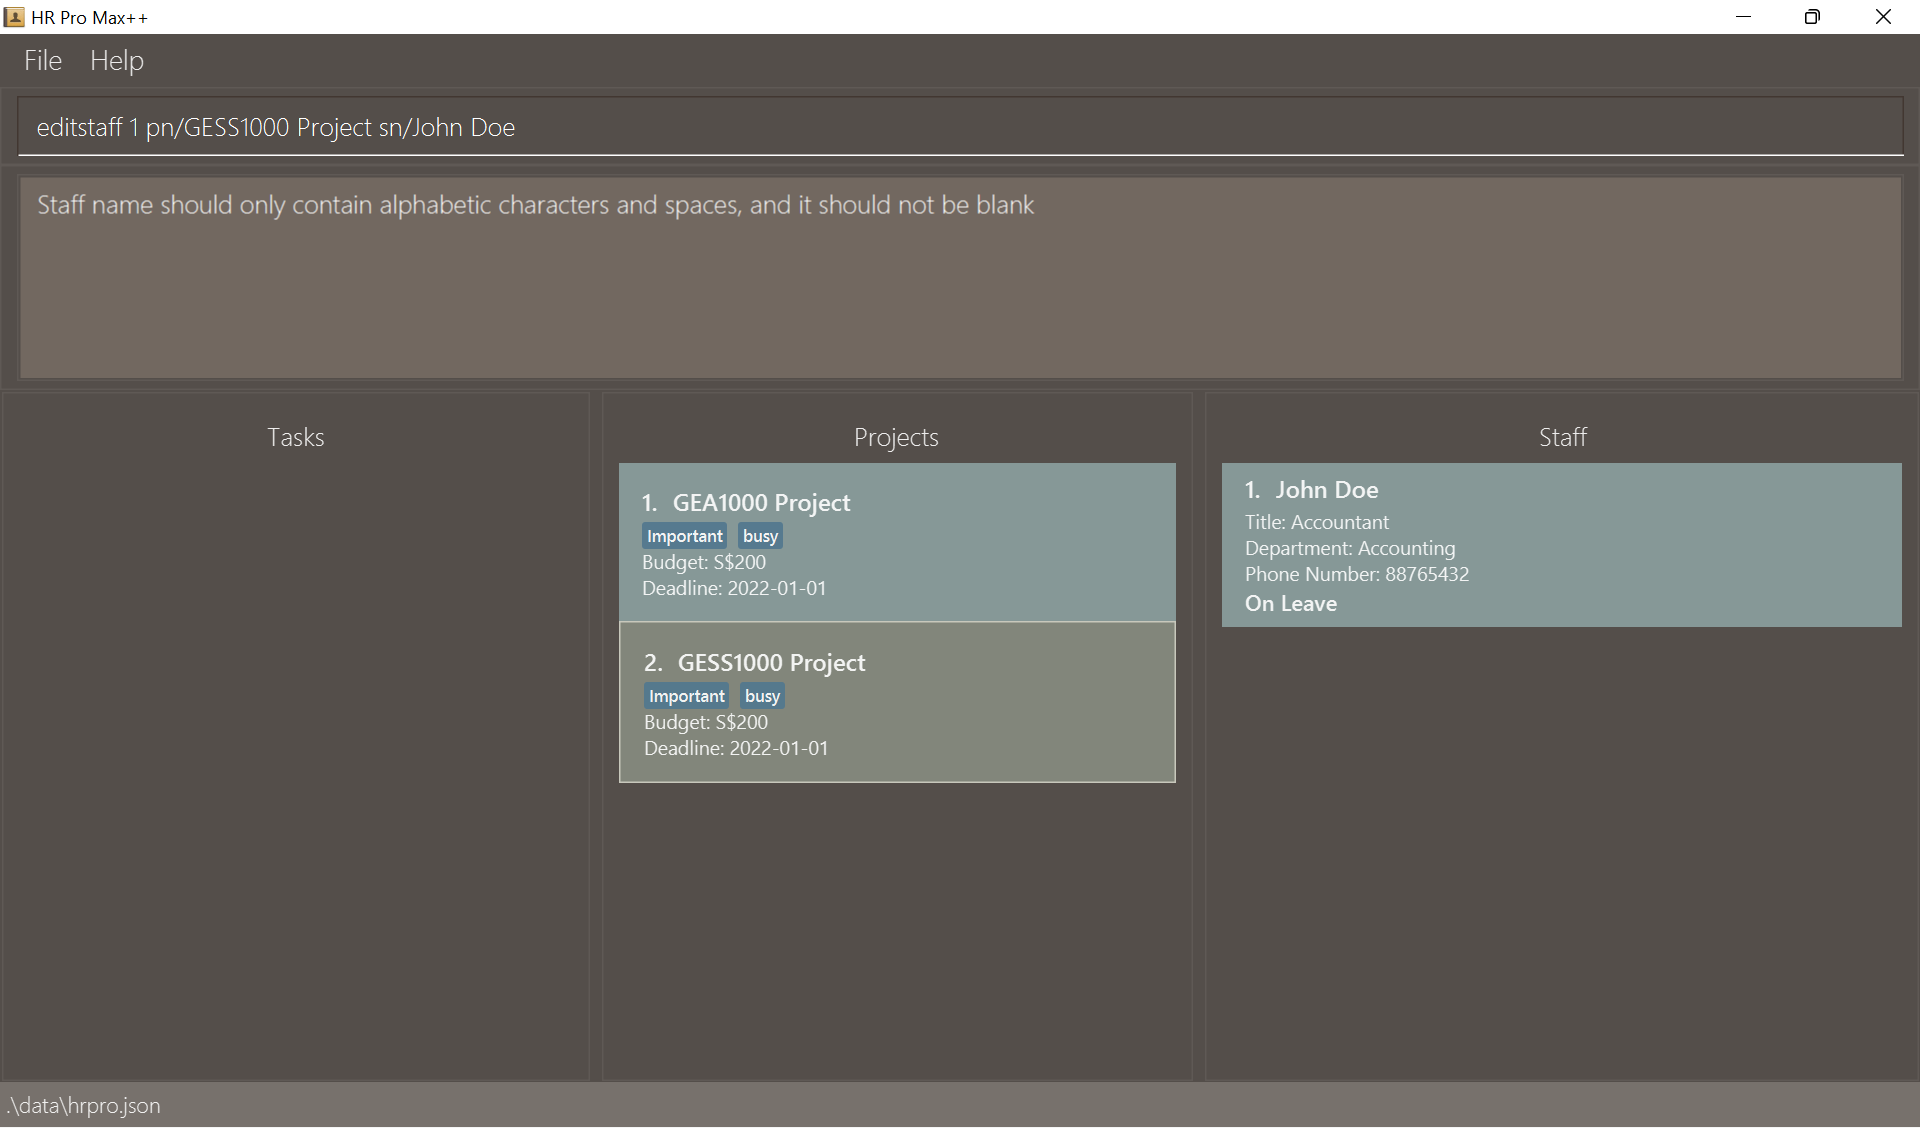 HR Pro Max++
File Help
editstaff 1 pn/GESS1000 Project sn/John Doe
Staff name should only contain alphabetic characters and spaces, and it should not be blank
Tasks
Projects
1. GEA1000 Project
Important busy
Budget: S$200
Deadline: 2022-01-01
2. GESS1000 Project
Important busy
Budget: S$200
Deadline: 2022-01-01
Staff
1. John Doe
Title: Accountant
Department: Accounting
Phone Number: 88765432
On Leave
.\data\hrpro.json